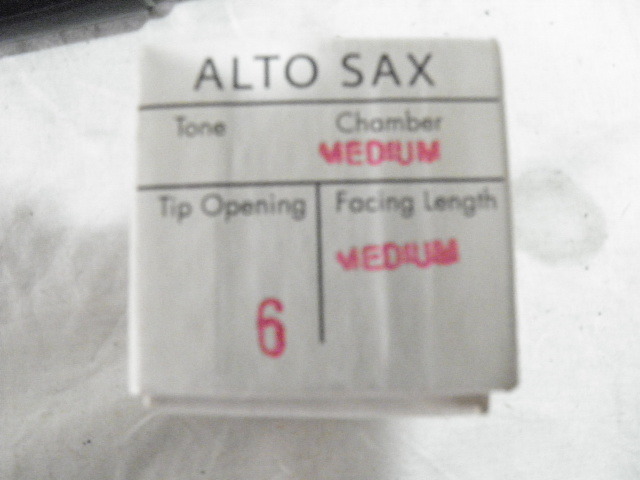 ALTO SAX
Tone Chamber
MEDIUM
Tip Opening Facing Length
MEDIUM
6